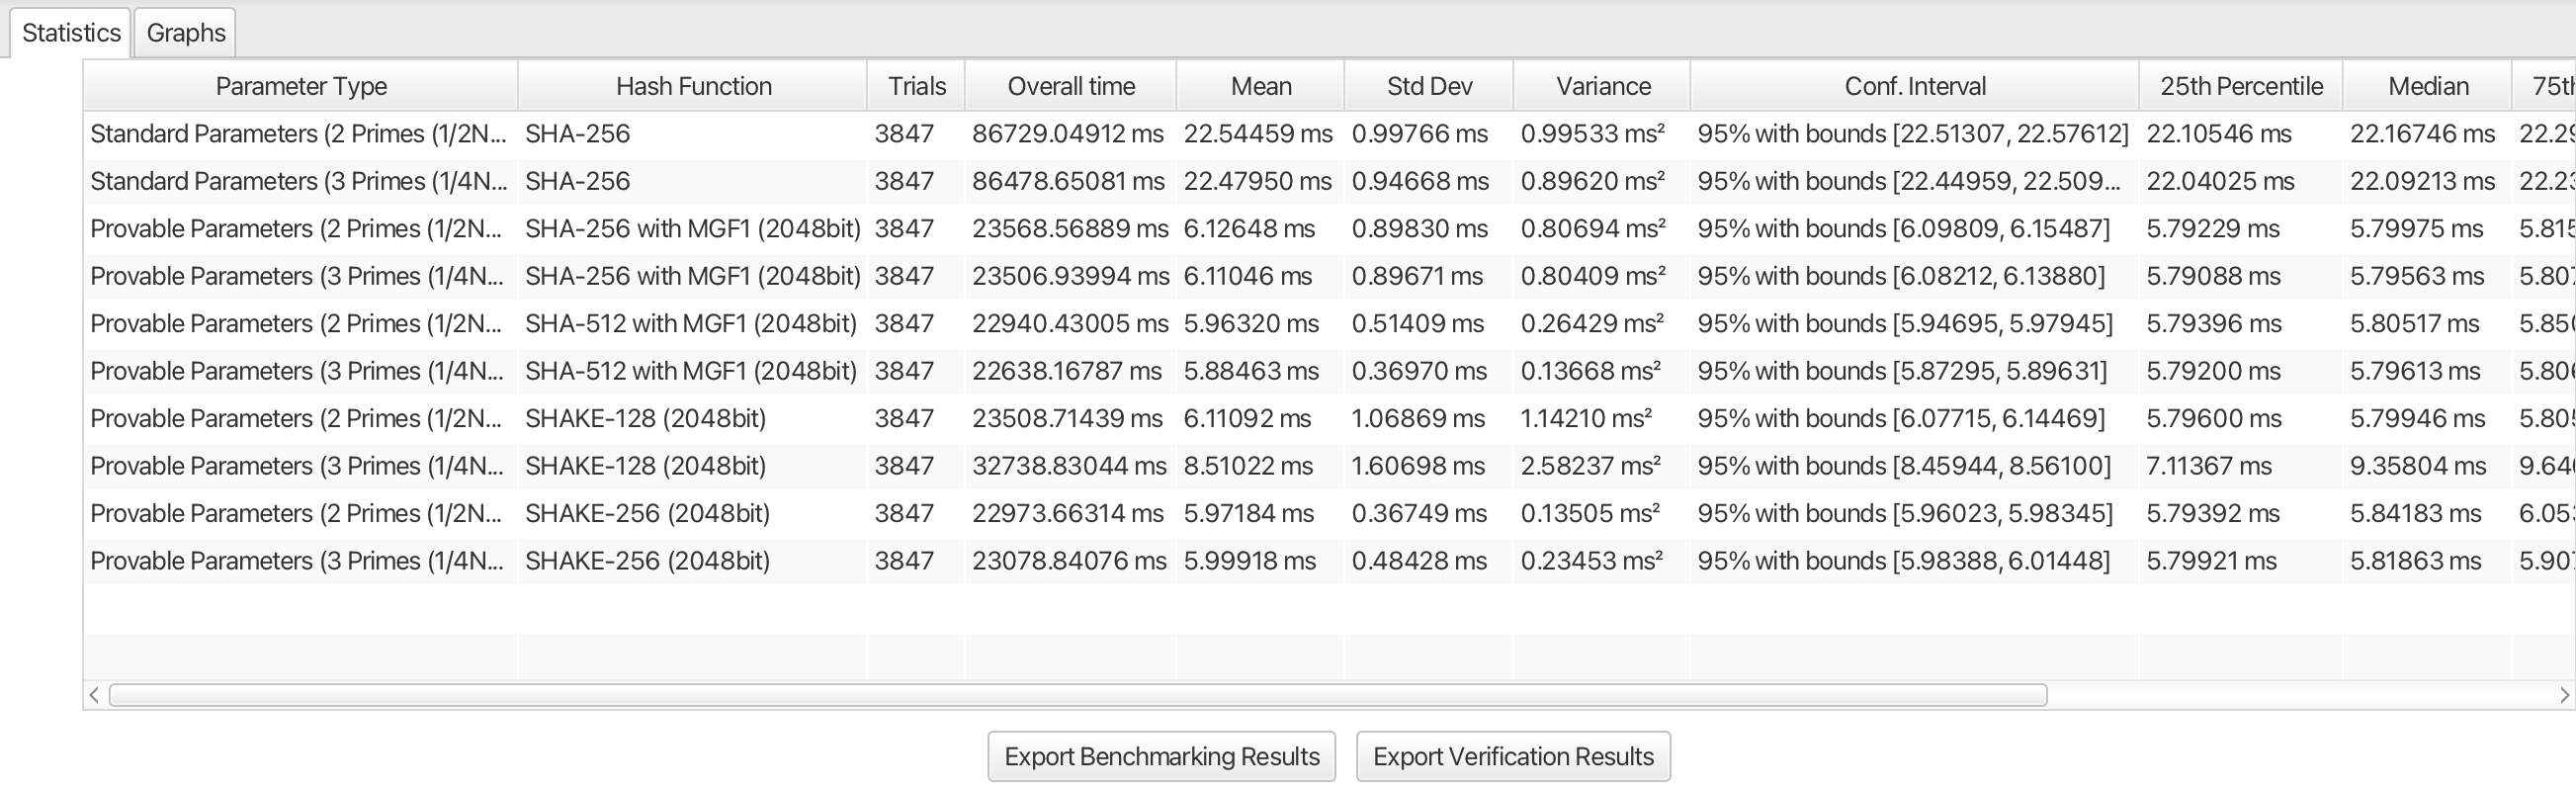 Statistics Graphs
Parameter Type Hash Function Trials Overall time Mean Std Dev Variance Conf. Interval 25th Percentile Median 75th
Standard Parameters (2 Primes (1/2N... SHA-256 3847 86729.04912 ms 22.54459 ms 0.99766 ms 0.99533 ms² 95% with bounds [22.51307, 22.57612] 22.10546 ms 22.16746 ms 22.29
Standard Parameters (3 Primes (1/4N... SHA-256 3847 86478.65081 ms 22.47950 ms 0.94668 ms 0.89620 ms² 95% with bounds [22.44959, 22.509... 22.04025 ms 22.09213 ms 22.23
Provable Parameters (2 Primes (1/2N... SHA-256 with MGF1 (2048bit) 3847 23568.56889 ms 6.12648 ms 0.89830 ms 0.80694 ms² 95% with bounds [6.09809, 6.15487] 5.79229 ms 5.79975 ms 5.815
Provable Parameters (3 Primes (1/4N... SHA-256 with MGF1 (2048bit) 3847 23506.93994 ms 6.11046 ms 0.89671 ms 0.80409 ms² 95% with bounds [6.08212, 6.13880] 5.79088 ms 5.79563 ms 5.807
Provable Parameters (2 Primes (1/2N... SHA-512 with MGF1 (2048bit) 3847 22940.43005 ms 5.96320 ms 0.51409 ms 0.26429 ms² 95% with bounds [5.94695, 5.97945] 5.79396 ms 5.80517 ms 5.850
Provable Parameters (3 Primes (1/4N... SHA-512 with MGF1 (2048bit) 3847 22638.16787 ms 5.88463 ms 0.36970 ms 0.13668 ms² 95% with bounds [5.87295, 5.89631] 5.79200 ms 5.79613 ms 5.806
Provable Parameters (2 Primes (1/2N... SHAKE-128 (2048bit) 3847 23508.71439 ms 6.11092 ms 1.06869 ms 1.14210 ms² 95% with bounds [6.07715, 6.14469] 5.79600 ms 5.79946 ms 5.805
Provable Parameters (3 Primes (1/4N... SHAKE-128 (2048bit) 3847 32738.83044 ms 8.51022 ms 1.60698 ms 2.58237 ms² 95% with bounds [8.45944, 8.56100] 7.11367 ms 9.35804 ms 9.640
Provable Parameters (2 Primes (1/2N... SHAKE-256 (2048bit) 3847 22973.66314 ms 5.97184 ms 0.36749 ms 0.13505 ms² 95% with bounds [5.96023, 5.98345] 5.79392 ms 5.84183 ms 6.053
Provable Parameters (3 Primes (1/4N... SHAKE-256 (2048bit) 3847 23078.84076 ms 5.99918 ms 0.48428 ms 0.23453 ms² 95% with bounds [5.98388, 6.01448] 5.79921 ms 5.81863 ms 5.907
Export Benchmarking Results Export Verification Results